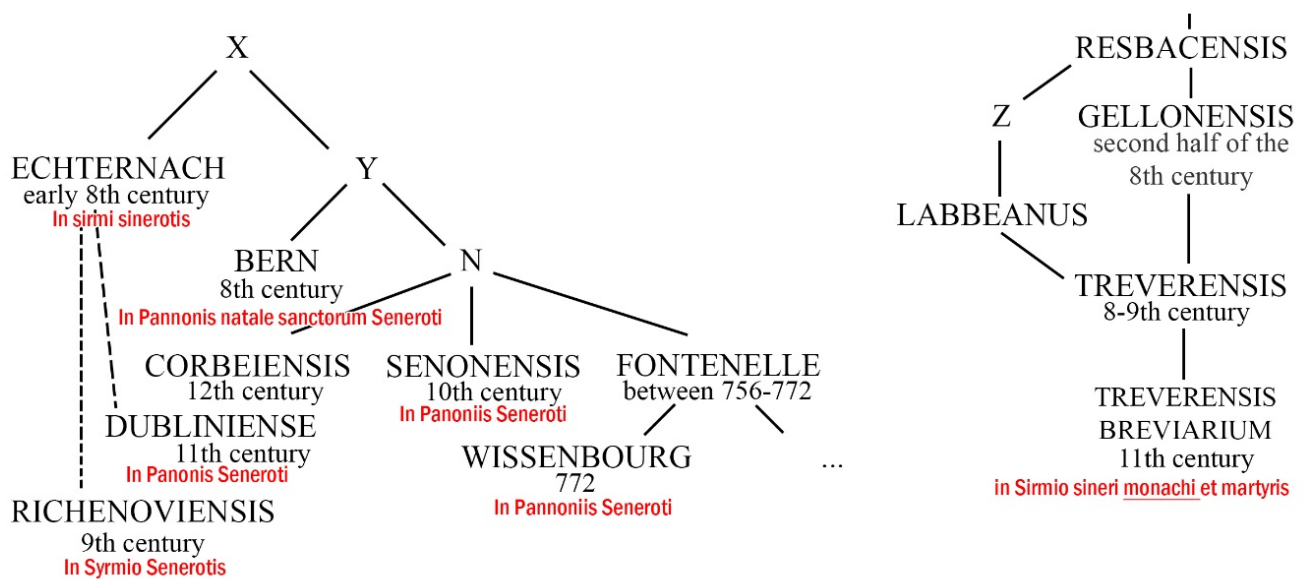 X
ECHTERNACH
early 8th century
In sirmi sinerotis
Y
BERN
8th century
In Pannonis natale sanctorum Seneroti
N
CORBEIENSIS
12th century
SENONENSIS
10th century
In Panoniis Seneroti
FONTENELLE
between 756-772
DUBLINIENSE
11th century
In Panonis Seneroti
WISSENBOURG
772
In Pannoniis Seneroti
...
RICHENOVIENSIS
9th century
In Syrmio Senerotis
RESBACENSIS
Z
GELLONENSIS
second half of the
8th century
LABBEANUS
TREVERENSIS
8-9th century
TREVERENSIS
BREVIARIUM
11th century
in Sirmio sineri monachi et martyris